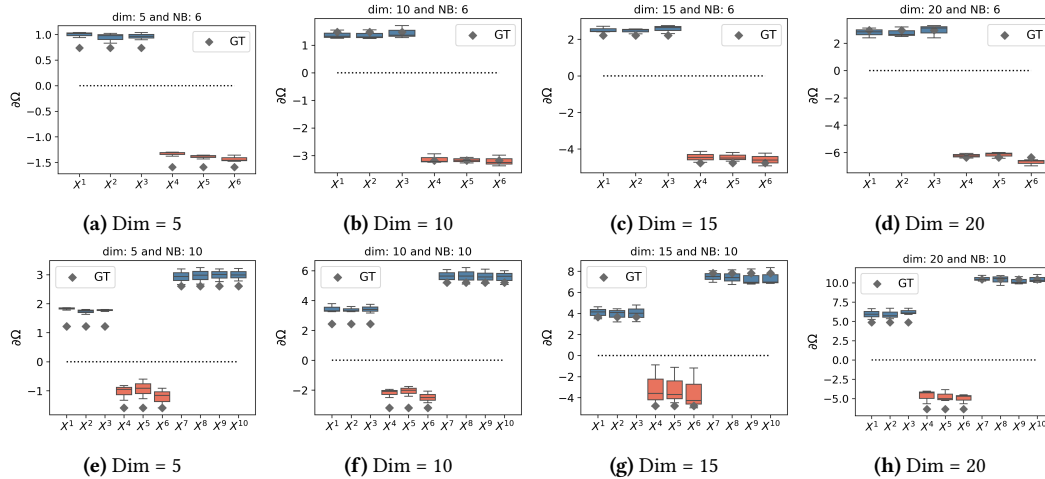 dim: 5 and NB: 6
1.0
0.5
0.0
−0.5
−1.0
−1.5
∂Ω
GT
X¹ X² X³ X⁴ X⁵ X⁶
(a) Dim = 5
dim: 10 and NB: 6
1
0
−1
−2
−3
∂Ω
GT
X¹ X² X³ X⁴ X⁵ X⁶
(b) Dim = 10
dim: 15 and NB: 6
2
0
−2
−4
∂Ω
GT
X¹ X² X³ X⁴ X⁵ X⁶
(c) Dim = 15
dim: 20 and NB: 6
2
0
−2
−4
−6
∂Ω
GT
X¹ X² X³ X⁴ X⁵ X⁶
(d) Dim = 20
dim: 5 and NB: 10
3
2
1
0
−1
∂Ω
GT
X¹ X² X³ X⁴ X⁵ X⁶ X⁷ X⁸ X⁹ X¹⁰
(e) Dim = 5
dim: 10 and NB: 10
6
4
2
0
−2
∂Ω
GT
X¹ X² X³ X⁴ X⁵ X⁶ X⁷ X⁸ X⁹ X¹⁰
(f) Dim = 10
dim: 15 and NB: 10
8
6
4
2
0
−2
−4
∂Ω
GT
X¹ X² X³ X⁴ X⁵ X⁶ X⁷ X⁸ X⁹ X¹⁰
(g) Dim = 15
dim: 20 and NB: 10
10.0
7.5
5.0
2.5
0.0
−2.5
−5.0
∂Ω
GT
X¹ X² X³ X⁴ X⁵ X⁶ X⁷ X⁸ X⁹ X¹⁰
(h) Dim = 20